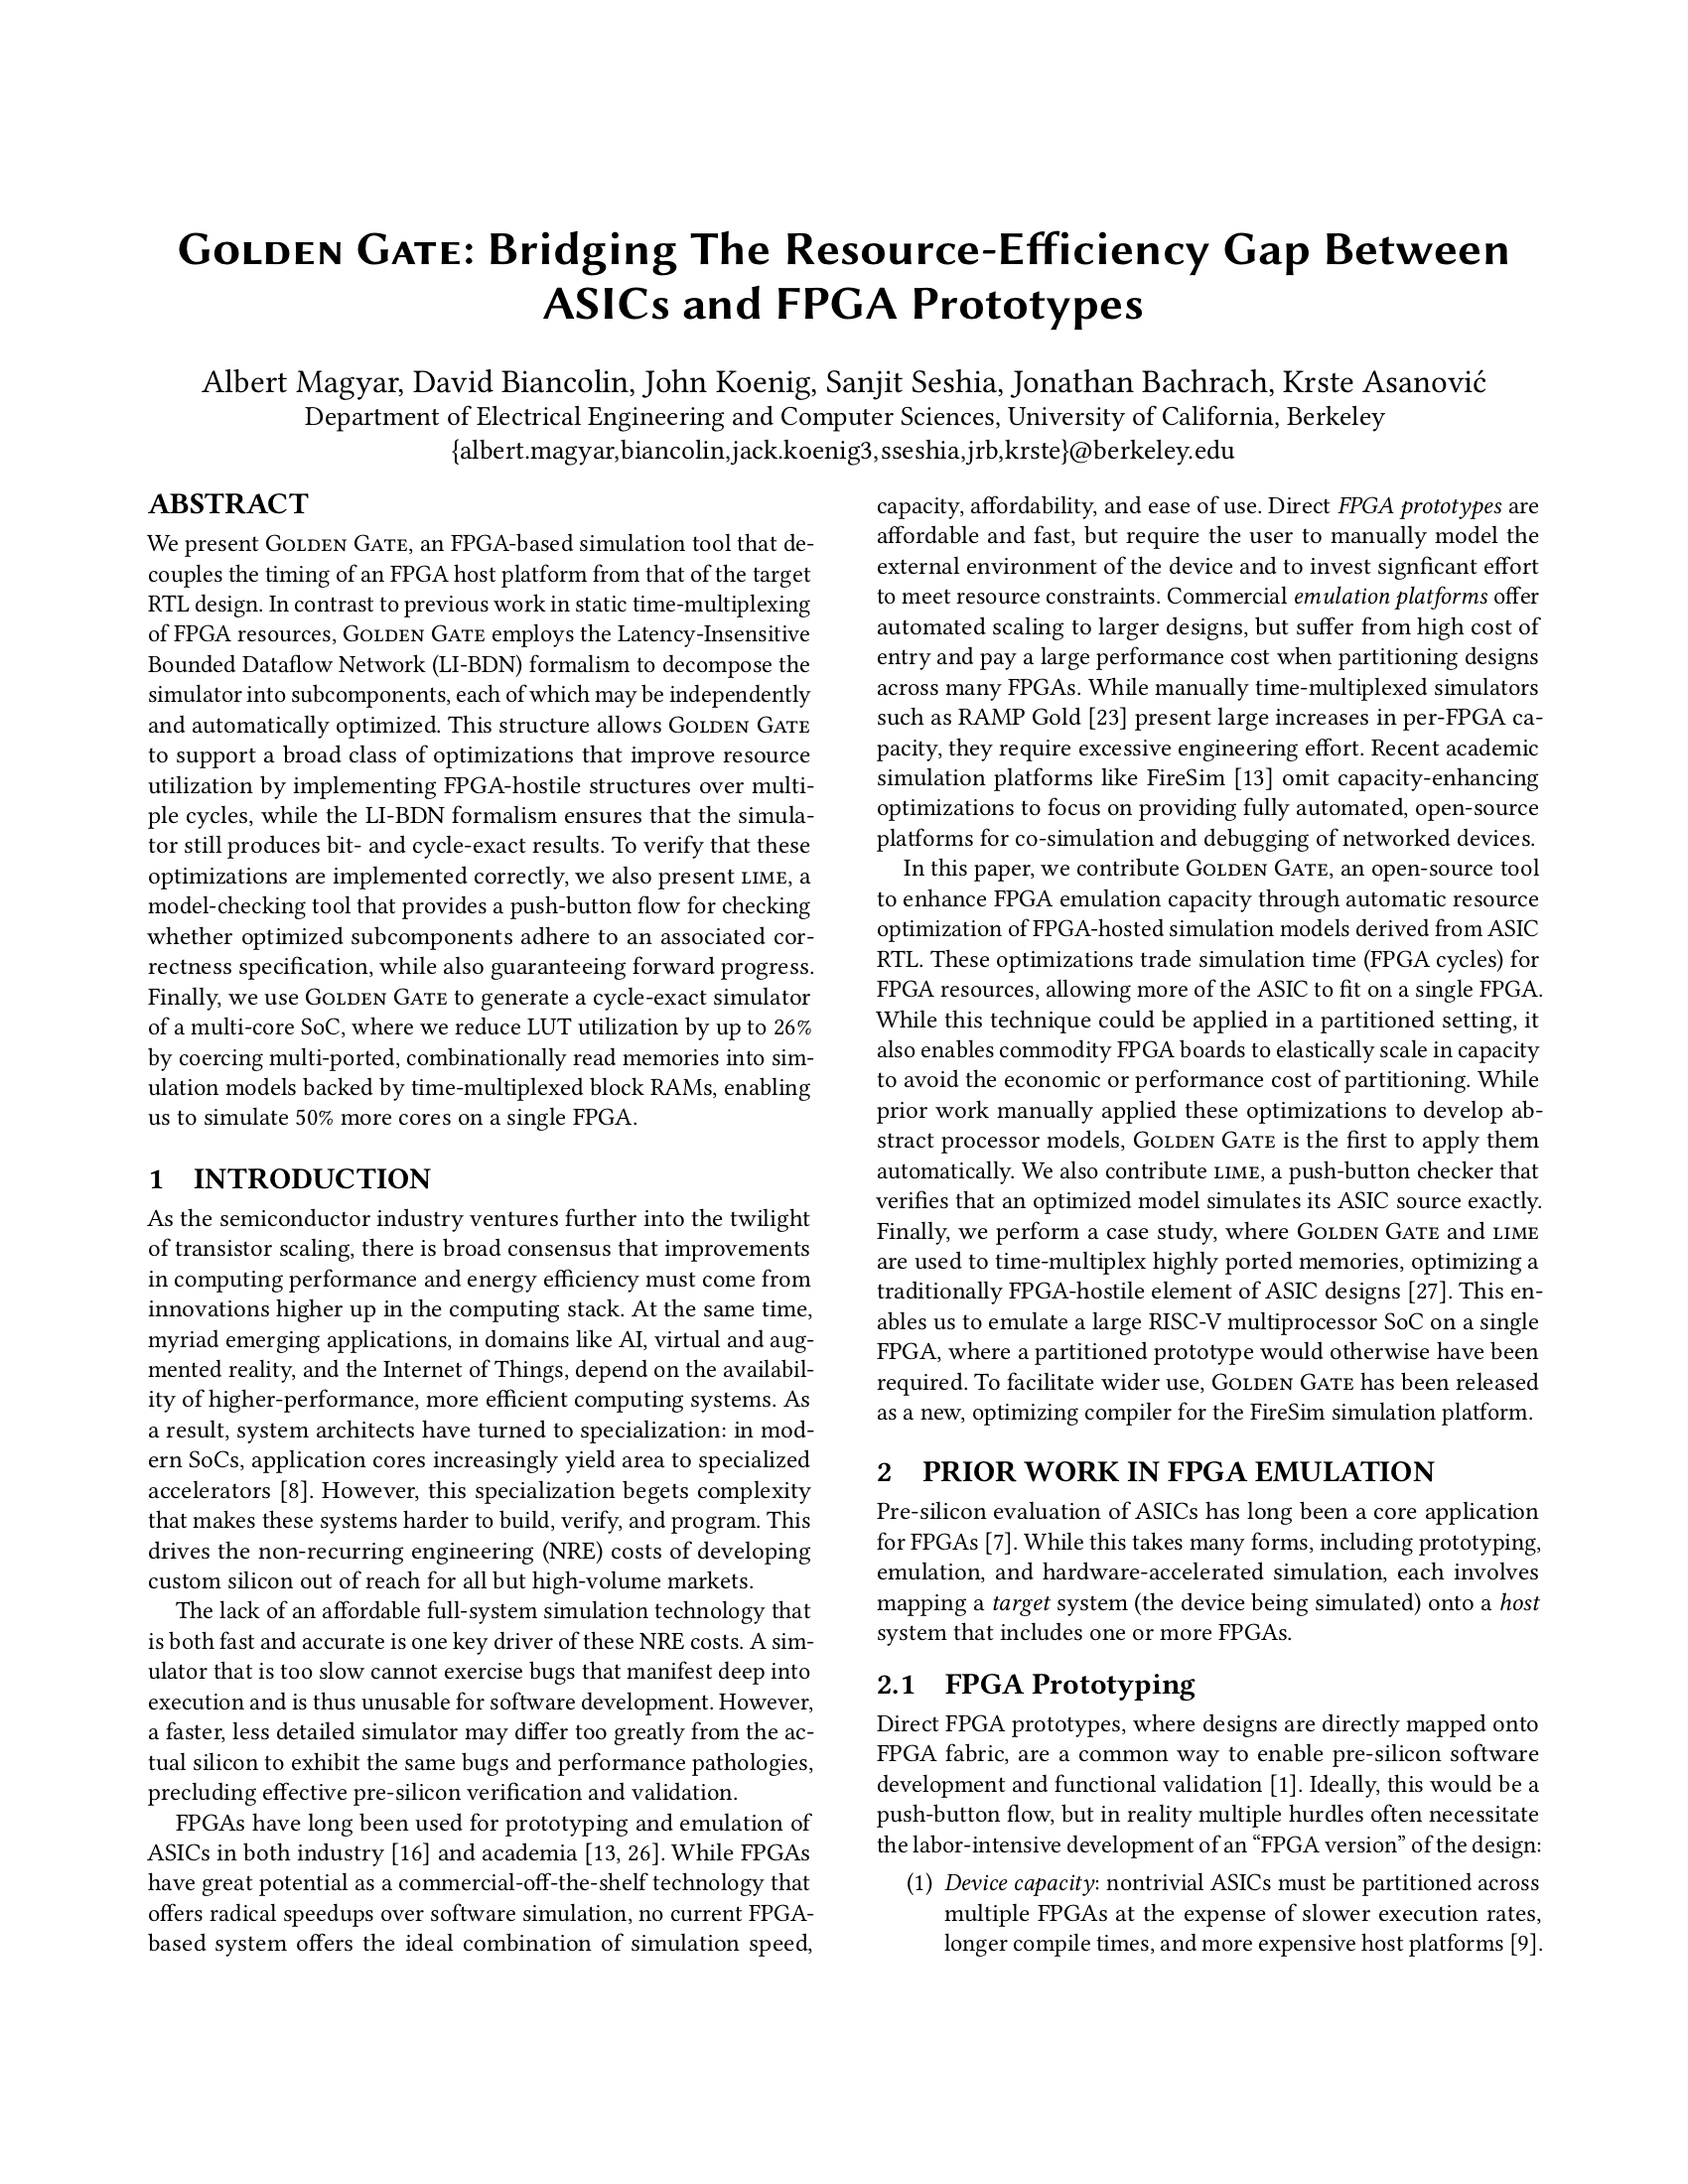 GOLDEN GATE: Bridging The Resource-Efficiency Gap Between
ASICs and FPGA Prototypes
Albert Magyar, David Biancolin, John Koenig, Sanjit Seshia, Jonathan Bachrach, Krste Asanović
Department of Electrical Engineering and Computer Sciences, University of California, Berkeley
{albert.magyar,biancolin,jack.koenig3,sseshia,jrb,krste}@berkeley.edu
ABSTRACT
We present GOLDEN GATE, an FPGA-based simulation tool that de-
couples the timing of an FPGA host platform from that of the target
RTL design. In contrast to previous work in static time-multiplexing
of FPGA resources, GOLDEN GATE employs the Latency-Insensitive
Bounded Dataflow Network (LI-BDN) formalism to decompose the
simulator into subcomponents, each of which may be independently
and automatically optimized. This structure allows GOLDEN GATE
to support a broad class of optimizations that improve resource
utilization by implementing FPGA-hostile structures over multi-
ple cycles, while the LI-BDN formalism ensures that the simula-
tor still produces bit- and cycle-exact results. To verify that these
optimizations are implemented correctly, we also present LIME, a
model-checking tool that provides a push-button flow for checking
whether optimized subcomponents adhere to an associated cor-
rectness specification, while also guaranteeing forward progress.
Finally, we use GOLDEN GATE to generate a cycle-exact simulator
of a multi-core SoC, where we reduce LUT utilization by up to 26%
by coercing multi-ported, combinationally read memories into sim-
ulation models backed by time-multiplexed block RAMs, enabling
us to simulate 50% more cores on a single FPGA.
1 INTRODUCTION
As the semiconductor industry ventures further into the twilight
of transistor scaling, there is broad consensus that improvements
in computing performance and energy efficiency must come from
innovations higher up in the computing stack. At the same time,
myriad emerging applications, in domains like AI, virtual and aug-
mented reality, and the Internet of Things, depend on the availabil-
ity of higher-performance, more efficient computing systems. As
a result, system architects have turned to specialization: in mod-
ern SoCs, application cores increasingly yield area to specialized
accelerators [8]. However, this specialization begets complexity
that makes these systems harder to build, verify, and program. This
drives the non-recurring engineering (NRE) costs of developing
custom silicon out of reach for all but high-volume markets.
The lack of an affordable full-system simulation technology that
is both fast and accurate is one key driver of these NRE costs. A sim-
ulator that is too slow cannot exercise bugs that manifest deep into
execution and is thus unusable for software development. However,
a faster, less detailed simulator may differ too greatly from the ac-
tual silicon to exhibit the same bugs and performance pathologies,
precluding effective pre-silicon verification and validation.
FPGAs have long been used for prototyping and emulation of
ASICs in both industry [16] and academia [13, 26]. While FPGAs
have great potential as a commercial-off-the-shelf technology that
offers radical speedups over software simulation, no current FPGA-
based system offers the ideal combination of simulation speed,
capacity, affordability, and ease of use. Direct FPGA prototypes are
affordable and fast, but require the user to manually model the
external environment of the device and to invest signficant effort
to meet resource constraints. Commercial emulation platforms offer
automated scaling to larger designs, but suffer from high cost of
entry and pay a large performance cost when partitioning designs
across many FPGAs. While manually time-multiplexed simulators
such as RAMP Gold [23] present large increases in per-FPGA ca-
pacity, they require excessive engineering effort. Recent academic
simulation platforms like FireSim [13] omit capacity-enhancing
optimizations to focus on providing fully automated, open-source
platforms for co-simulation and debugging of networked devices.
In this paper, we contribute GOLDEN GATE, an open-source tool
to enhance FPGA emulation capacity through automatic resource
optimization of FPGA-hosted simulation models derived from ASIC
RTL. These optimizations trade simulation time (FPGA cycles) for
FPGA resources, allowing more of the ASIC to fit on a single FPGA.
While this technique could be applied in a partitioned setting, it
also enables commodity FPGA boards to elastically scale in capacity
to avoid the economic or performance cost of partitioning. While
prior work manually applied these optimizations to develop ab-
stract processor models, GOLDEN GATE is the first to apply them
automatically. We also contribute LIME, a push-button checker that
verifies that an optimized model simulates its ASIC source exactly.
Finally, we perform a case study, where GOLDEN GATE and LIME
are used to time-multiplex highly ported memories, optimizing a
traditionally FPGA-hostile element of ASIC designs [27]. This en-
ables us to emulate a large RISC-V multiprocessor SoC on a single
FPGA, where a partitioned prototype would otherwise have been
required. To facilitate wider use, GOLDEN GATE has been released
as a new, optimizing compiler for the FireSim simulation platform.
2 PRIOR WORK IN FPGA EMULATION
Pre-silicon evaluation of ASICs has long been a core application
for FPGAs [7]. While this takes many forms, including prototyping,
emulation, and hardware-accelerated simulation, each involves
mapping a target system (the device being simulated) onto a host
system that includes one or more FPGAs.
2.1 FPGA Prototyping
Direct FPGA prototypes, where designs are directly mapped onto
FPGA fabric, are a common way to enable pre-silicon software
development and functional validation [1]. Ideally, this would be a
push-button flow, but in reality multiple hurdles often necessitate
the labor-intensive development of an “FPGA version” of the design:
(1) Device capacity: nontrivial ASICs must be partitioned across
multiple FPGAs at the expense of slower execution rates,
longer compile times, and more expensive host platforms [9].